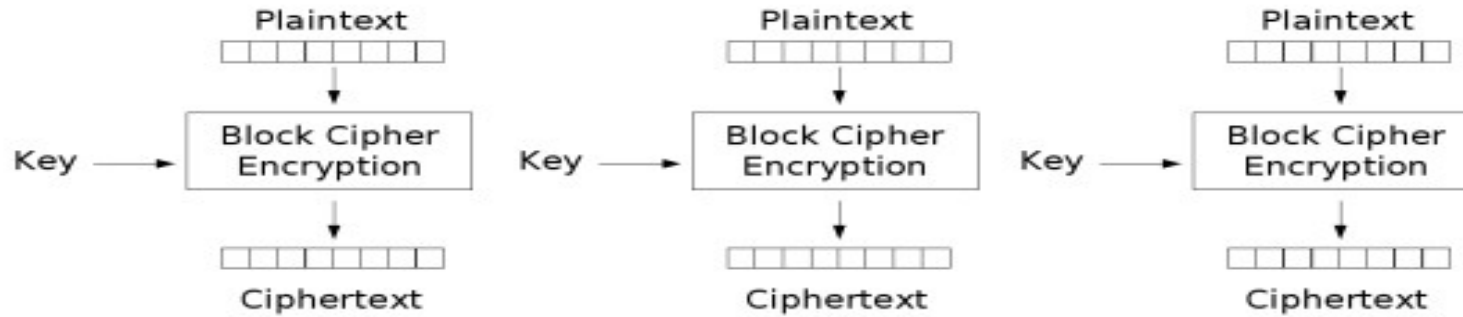 Plaintext
Plaintext
Plaintext
Key
Block Cipher
Encryption
Key
Block Cipher
Encryption
Key
Block Cipher
Encryption
Ciphertext
Ciphertext
Ciphertext